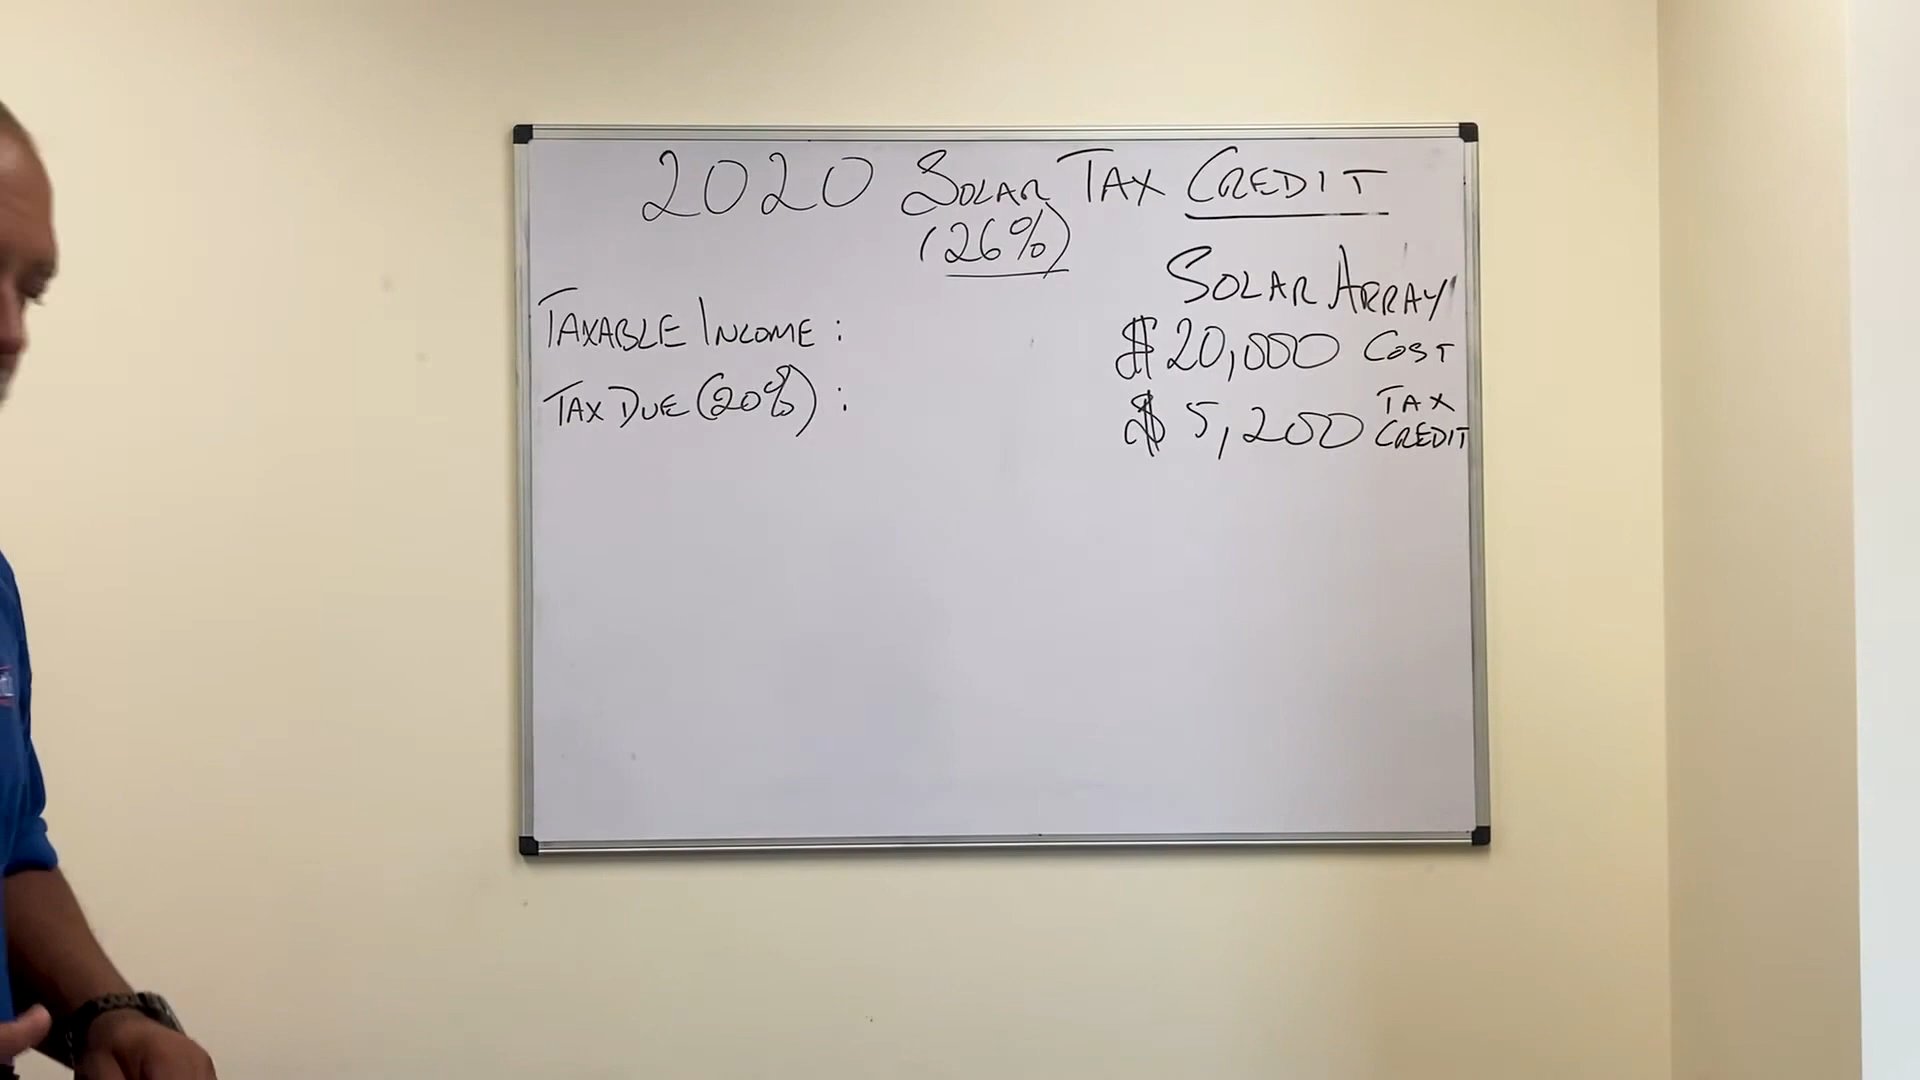 2020 SOLAR TAX CREDIT
(26%)
SOLAR ARRAY
TAXABLE INCOME :
$20,000 COST
TAX DUE (20%) :
$5,200 TAX CREDIT